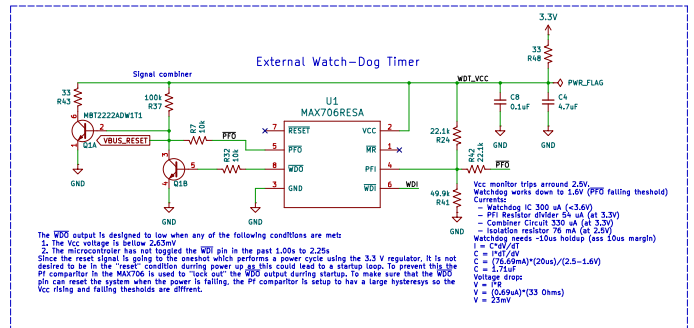 3.3V
33
R48
External Watch-Dog Timer
Signal combiner
WDT_VCC
PWR_FLAG
33
R43
100k
R37
C8
0.1uF
C4
4.7uF
U1
MAX706RESA
MBT2222ADW1T1
6
2
1
Q1A
VBUS_RESET
R7
10k
PFO
7
RESET
VCC
2
5
PFO
MR
1
8
WDO
PFI
4
3
GND
WDI
6
WDI
22.1k
R24
R42
22.1k
PFO
49.9k
R41
R32
10k
3
5
4
Q1B
GND
GND
GND
GND
GND
GND
The WDO output is designed to low when any of the following conditions are met:
1. The Vcc voltage is bellow 2.63mV
2. The microcontroler has not toggled the WDI pin in the past 1.00s to 2.25s
Since the reset signal is going to the oneshot which performs a power cycle using the 3.3 V regulator, it is not
desired to be in the "reset" condition durring power up as this could lead to a startup loop. To prevent this the
Pf comparitor in the MAX706 is used to "lock out" the WDO output durring startup. To make sure that the WDO
pin can reset the system when the power is falling, the Pf comparitor is setup to hav a large hysteresys so the
Vcc rising and falling thesholds are diffrent.
Vcc monitor trips arround 2.5V.
Watchdog works down to 1.6V (PFO falling theshold)
Currents:
- Watchdog IC 300 uA (<3.6V)
- PFI Resistor divider 54 uA (at 3.3V)
- Combiner Circuit 330 uA (at 3.3V)
- Isolation resistor 76 mA (at 2.5V)
Watchdog needs ~10us holdup (ass 10us margin)
I = C*dV/dT
C = I*dT/dV
C = (76.69mA)*(20us)/(2.5-1.6V)
C = 1.71uF
Voltage drop:
V = I*R
V = (0.69uA)*(33 Ohms)
V = 23mV